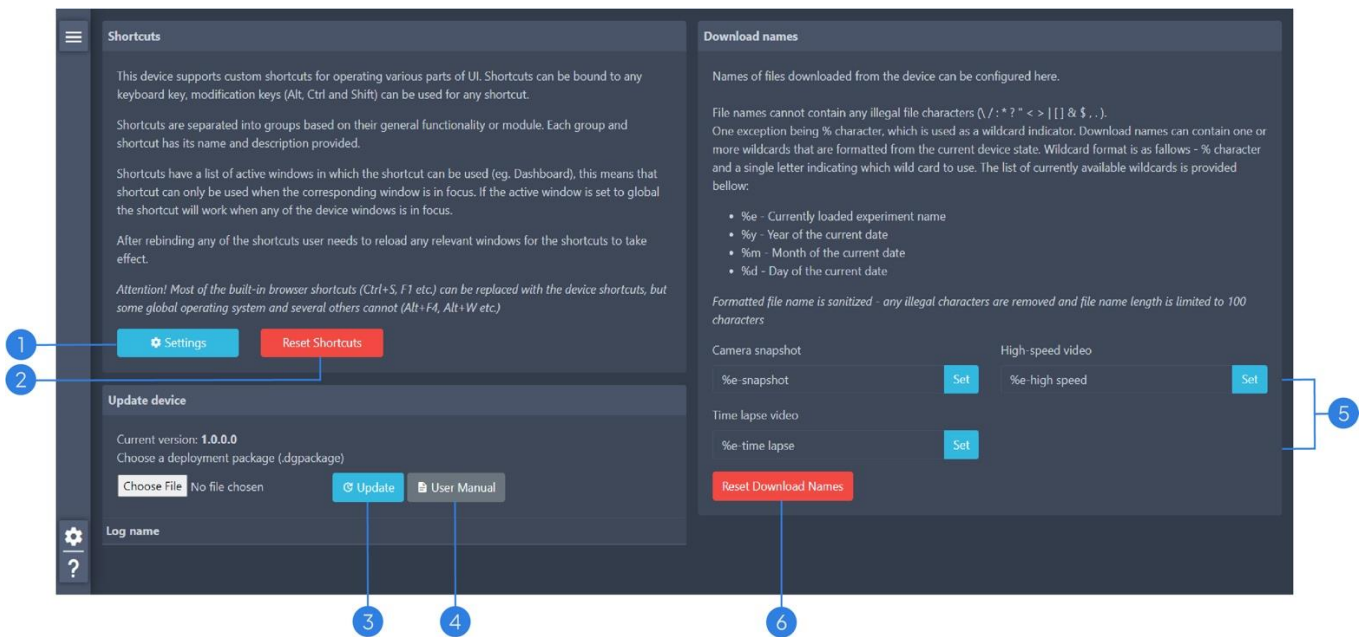 Shortcuts
This device supports custom shortcuts for operating various parts of UI. Shortcuts can be bound to any
keyboard key, modification keys (Alt, Ctrl and Shift) can be used for any shortcut.
Shortcuts are separated into groups based on their general functionality or module. Each group and
shortcut has its name and description provided.
Shortcuts have a list of active windows in which the shortcut can be used (eg. Dashboard), this means that
shortcut can only be used when the corresponding window is in focus. If the active window is set to global
the shortcut will work when any of the device windows is in focus.
After rebinding any of the shortcuts user needs to reload any relevant windows for the shortcuts to take
effect.
Attention! Most of the built-in browser shortcuts (Ctrl+S, F1 etc.) can be replaced with the device shortcuts, but
some global operating system and several others cannot (Alt+F4, Alt+W etc.)
1
Settings
Reset Shortcuts
2
Update device
Current version: 1.0.0.0
Choose a deployment package (.dgpackage)
Choose File No file chosen
Update
User Manual
Log name
?
3
4
Download names
Names of files downloaded from the device can be configured here.
File names cannot contain any illegal file characters (\ / : * ? " < > | [ ] & $ , . ).
One exception being % character, which is used as a wildcard indicator. Download names can contain one or
more wildcards that are formatted from the current device state. Wildcard format is as fallows - % character
and a single letter indicating which wild card to use. The list of currently available wildcards is provided
bellow:
• %e - Currently loaded experiment name
• %y - Year of the current date
• %m - Month of the current date
• %d - Day of the current date
Formatted file name is sanitized - any illegal characters are removed and file name length is limited to 100
characters
Camera snapshot
%e-snapshot
Set
High-speed video
%e-high speed
Set
5
Time lapse video
%e-time lapse
Set
Reset Download Names
6